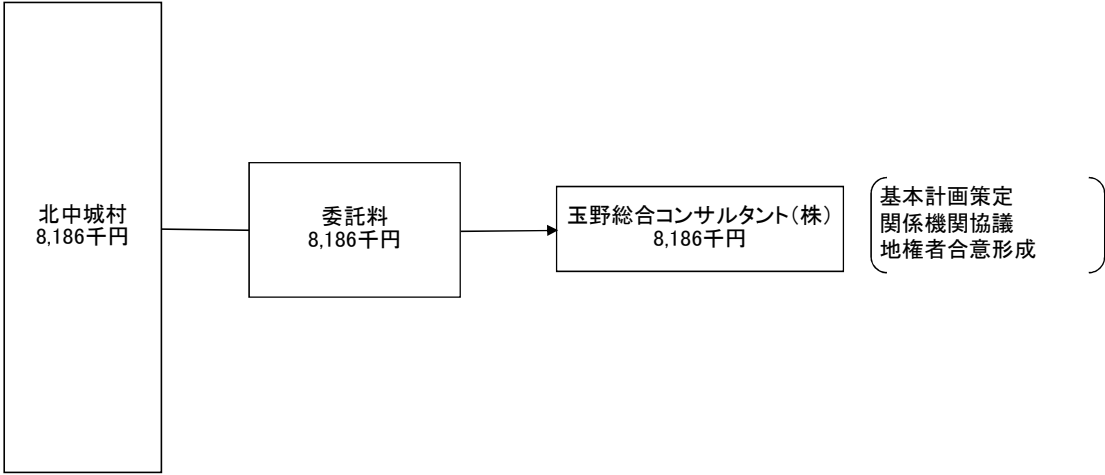 北中城村
8,186千円
委託料
8,186千円
玉野総合コンサルタント(株)
8,186千円
基本計画策定
関係機関協議
地権者合意形成